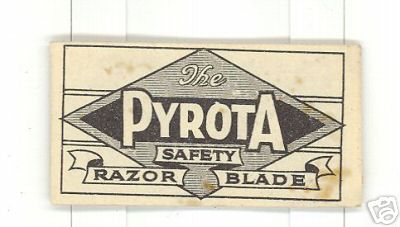 The
PYROTA
SAFETY
RAZOR BLADE